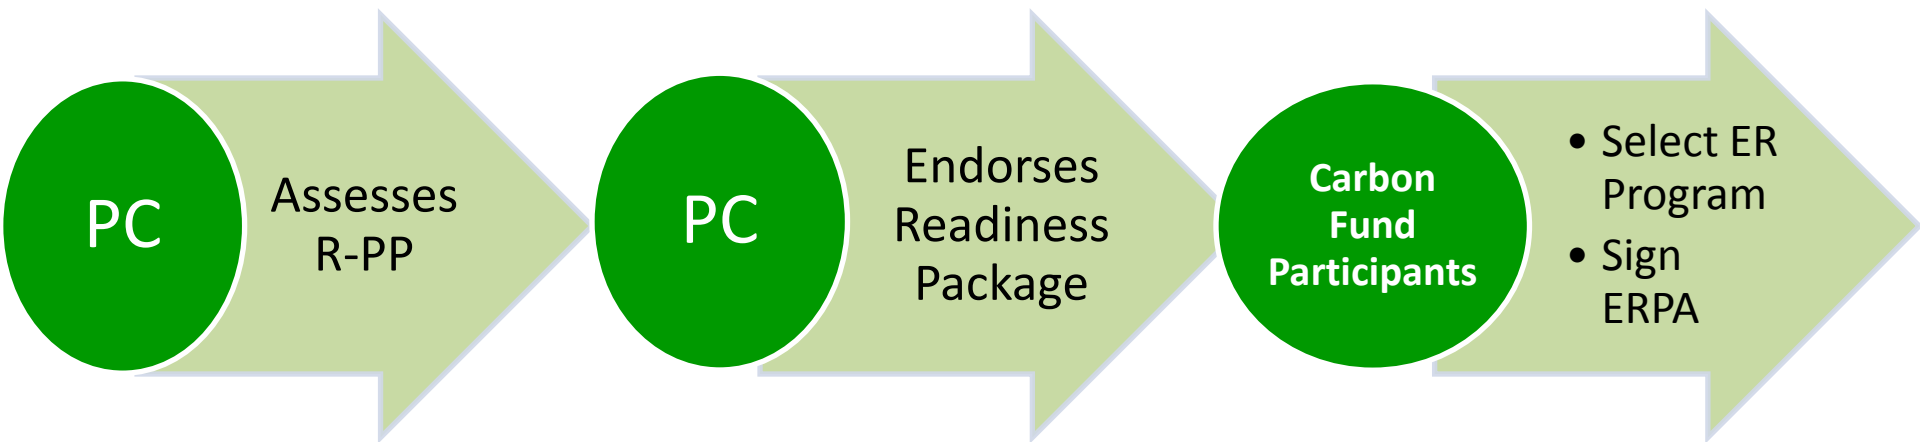 PC
Assesses
R-PP
PC
Endorses
Readiness
Package
Carbon
Fund
Participants
• Select ER
Program
• Sign
ERPA